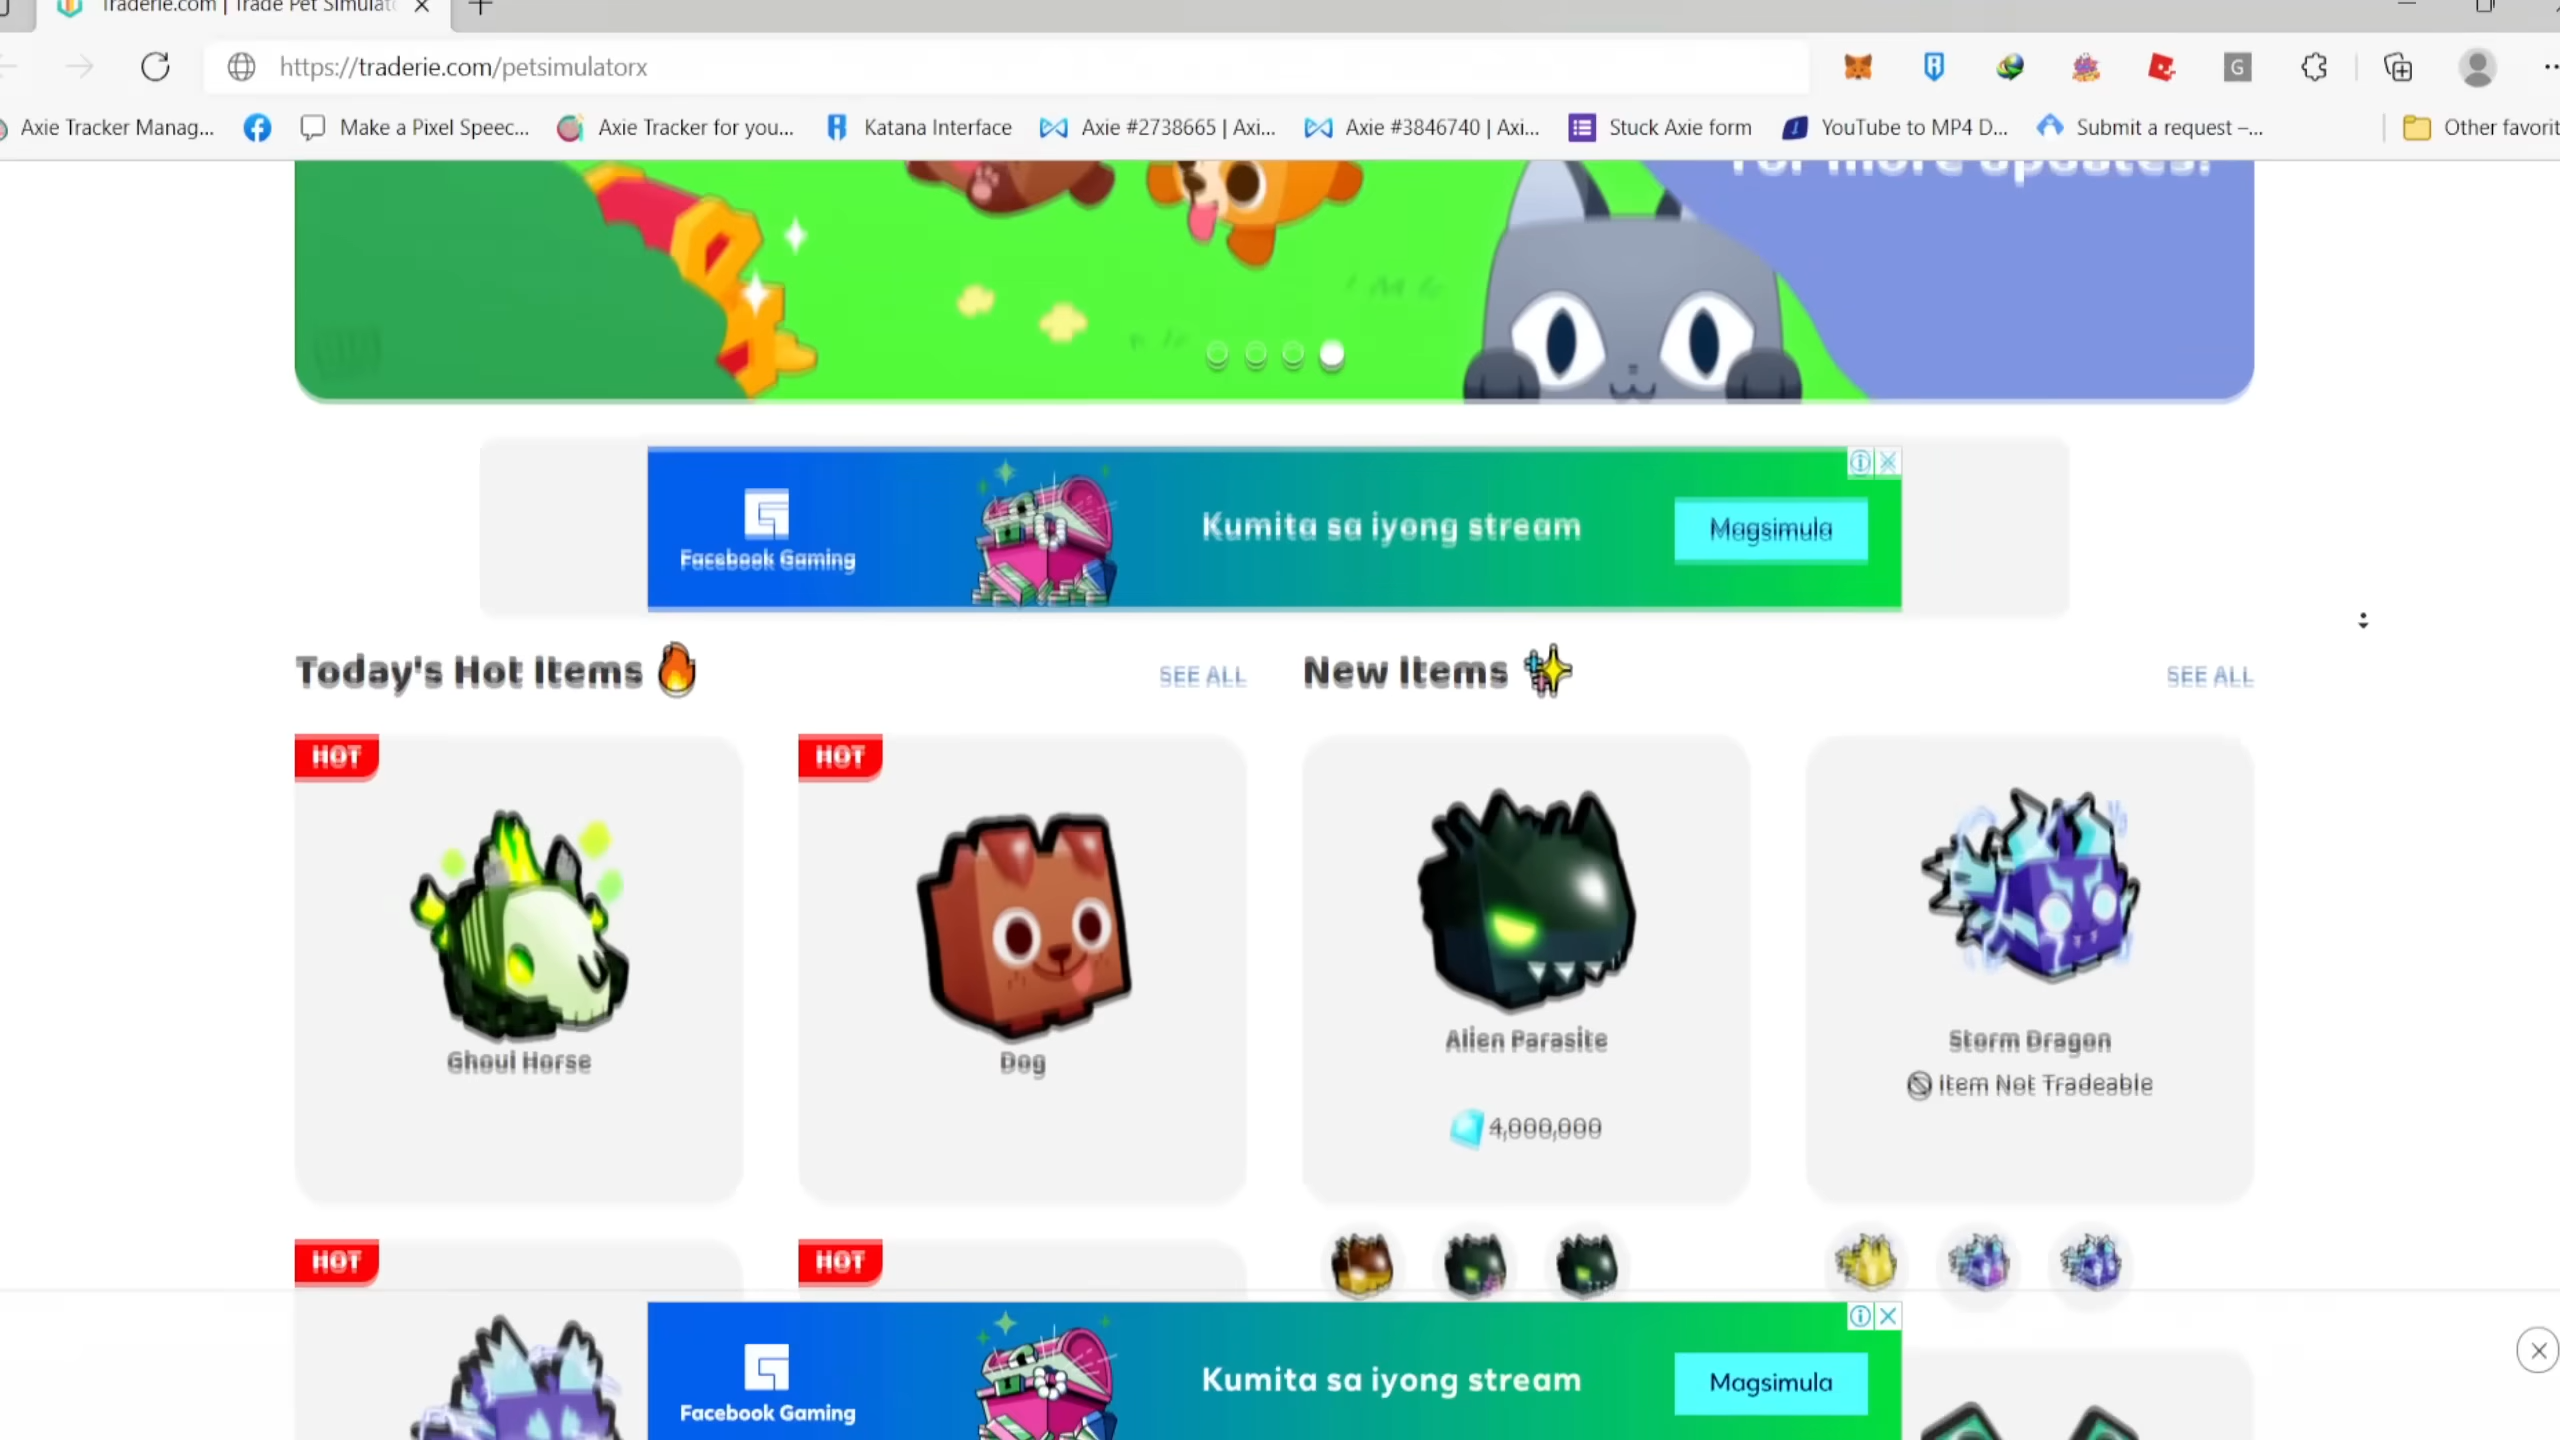 Traderie.com | Trade Pet Simulat
https://traderie.com/petsimulatorx
G
Axie Tracker Manag...
Make a Pixel Speec...
Axie Tracker for you...
Katana Interface
Axie #2738665 | Axi...
Axie #3846740 | Axi...
Stuck Axie form
YouTube to MP4 D...
Submit a request –...
Other favorit
for more updates!
Facebook Gaming
Kumita sa iyong stream
Magsimula
Today's Hot Items
SEE ALL
New Items
SEE ALL
HOT
HOT
Ghoul Horse
Dog
Alien Parasite
4,000,000
Storm Dragon
Item Not Tradeable
HOT
HOT
Facebook Gaming
Kumita sa iyong stream
Magsimula